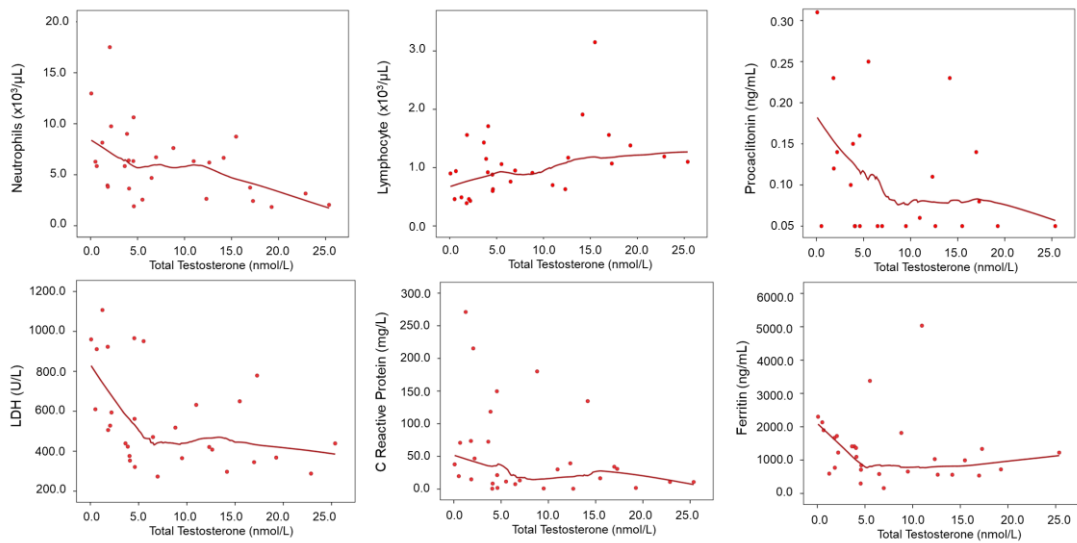 Neutrophils (x10³/µL)
20.0
15.0
10.0
5.0
0.0
0.0 5.0 10.0 15.0 20.0 25.0
Total Testosterone (nmol/L)
Lymphocyte (x10³/µL)
3.0
2.0
1.0
0.0
0.0 5.0 10.0 15.0 20.0 25.0
Total Testosterone (nmol/L)
Procaclitonin (ng/mL)
0.30
0.25
0.20
0.15
0.10
0.05
0.0 5.0 10.0 15.0 20.0 25.0
Total Testosterone (nmol/L)
LDH (U/L)
1200.0
1000.0
800.0
600.0
400.0
200.0
0.0 5.0 10.0 15.0 20.0 25.0
Total Testosterone (nmol/L)
C Reactive Protein (mg/L)
300.0
250.0
200.0
150.0
100.0
50.0
0.0
0.0 5.0 10.0 15.0 20.0 25.0
Total Testosterone (nmol/L)
Ferritin (ng/mL)
6000.0
5000.0
4000.0
3000.0
2000.0
1000.0
0.0
0.0 5.0 10.0 15.0 20.0 25.0
Total Testosterone (nmol/L)